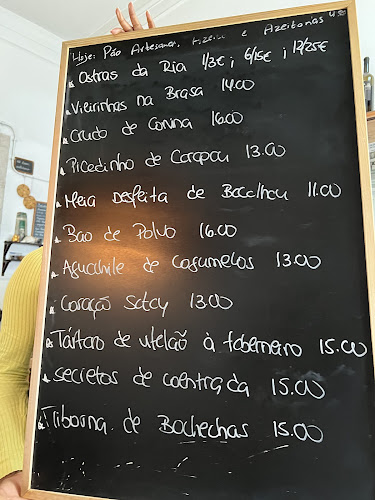 Hoje: Pão Artesanal, Azeite e Azeitonas 4€
Ostras da Ria 1/3€ ; 6/15€ ; 12/25€
Vieirinhas na Brasa 14.00
Crudo de Corvina 16.00
Picadinho de Carapau 13.00
Meia Desfeita de Bacalhau 11.00
Bao de Polvo 16.00
Aguachile de Cogumelos 13.00
Coração Satay 13.00
Tártaro de vitelão à taberneiro 15.00
Secretos de coentrada 15.00
Tiborna de Bochechas 15.00